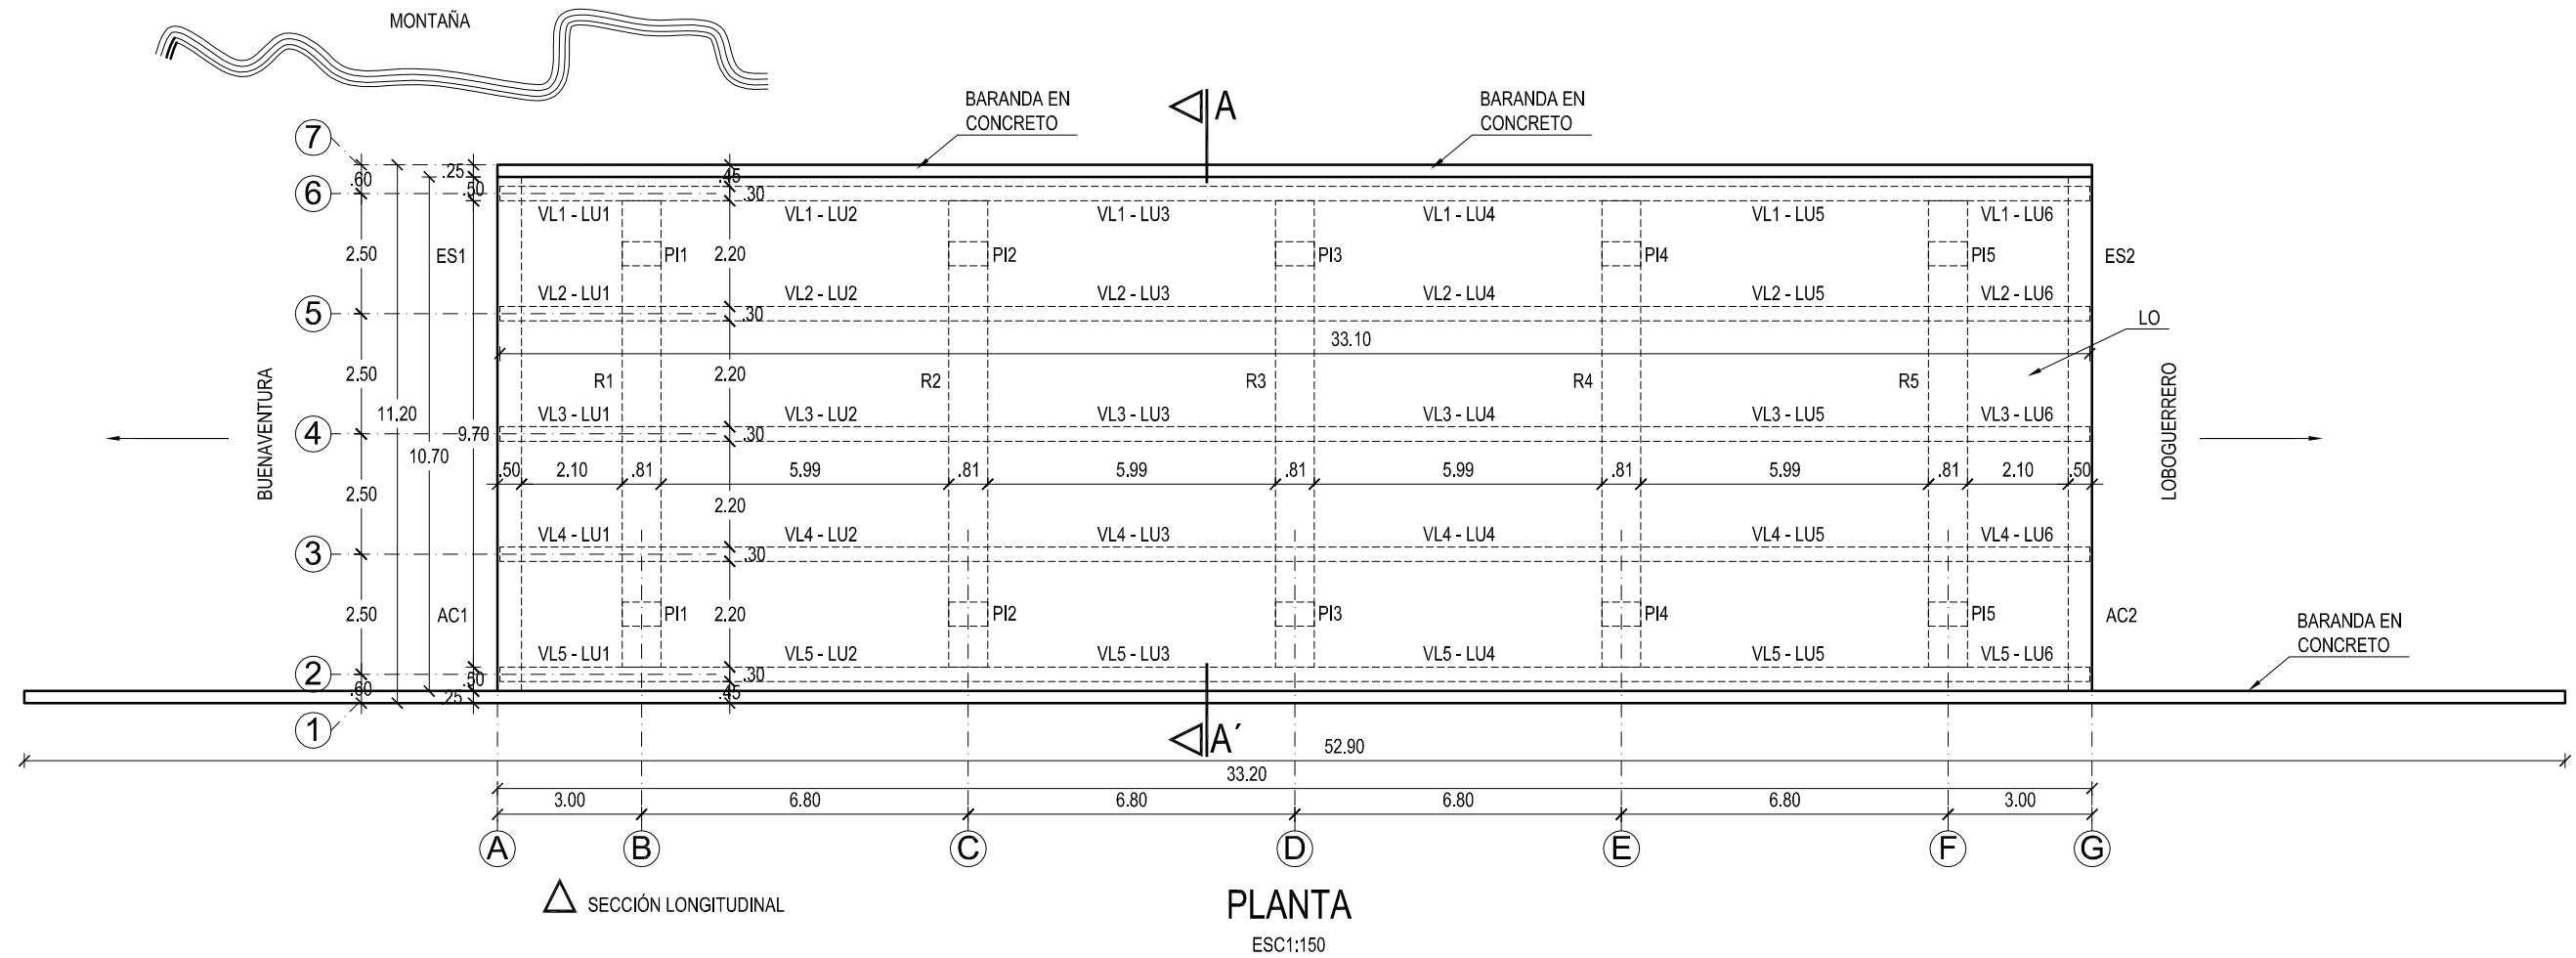 MONTAÑA
BARANDA EN
CONCRETO
A
BARANDA EN
CONCRETO
7
.60
.25
.45
6
.50
.30
VL1 - LU1
VL1 - LU2
VL1 - LU3
VL1 - LU4
VL1 - LU5
VL1 - LU6
2.50
ES1
PI1
2.20
PI2
PI3
PI4
PI5
ES2
VL2 - LU1
VL2 - LU2
VL2 - LU3
VL2 - LU4
VL2 - LU5
VL2 - LU6
5
.30
LO
33.10
BUENAVENTURA
2.50
R1
2.20
R2
R3
R4
R5
LOBOGUERRERO
11.20
VL3 - LU1
VL3 - LU2
VL3 - LU3
VL3 - LU4
VL3 - LU5
VL3 - LU6
4
9.70
.30
10.70
.50
2.10
.81
5.99
.81
5.99
.81
5.99
.81
5.99
.81
2.10
.50
2.50
2.20
VL4 - LU1
VL4 - LU2
VL4 - LU3
VL4 - LU4
VL4 - LU5
VL4 - LU6
3
.30
2.50
AC1
PI1
2.20
PI2
PI3
PI4
PI5
AC2
BARANDA EN
CONCRETO
VL5 - LU1
VL5 - LU2
VL5 - LU3
VL5 - LU4
VL5 - LU5
VL5 - LU6
2
.50
.30
.60
.25
.45
1
A´
52.90
33.20
3.00
6.80
6.80
6.80
6.80
3.00
A
B
C
D
E
F
G
SECCIÓN LONGITUDINAL
PLANTA
ESC1:150